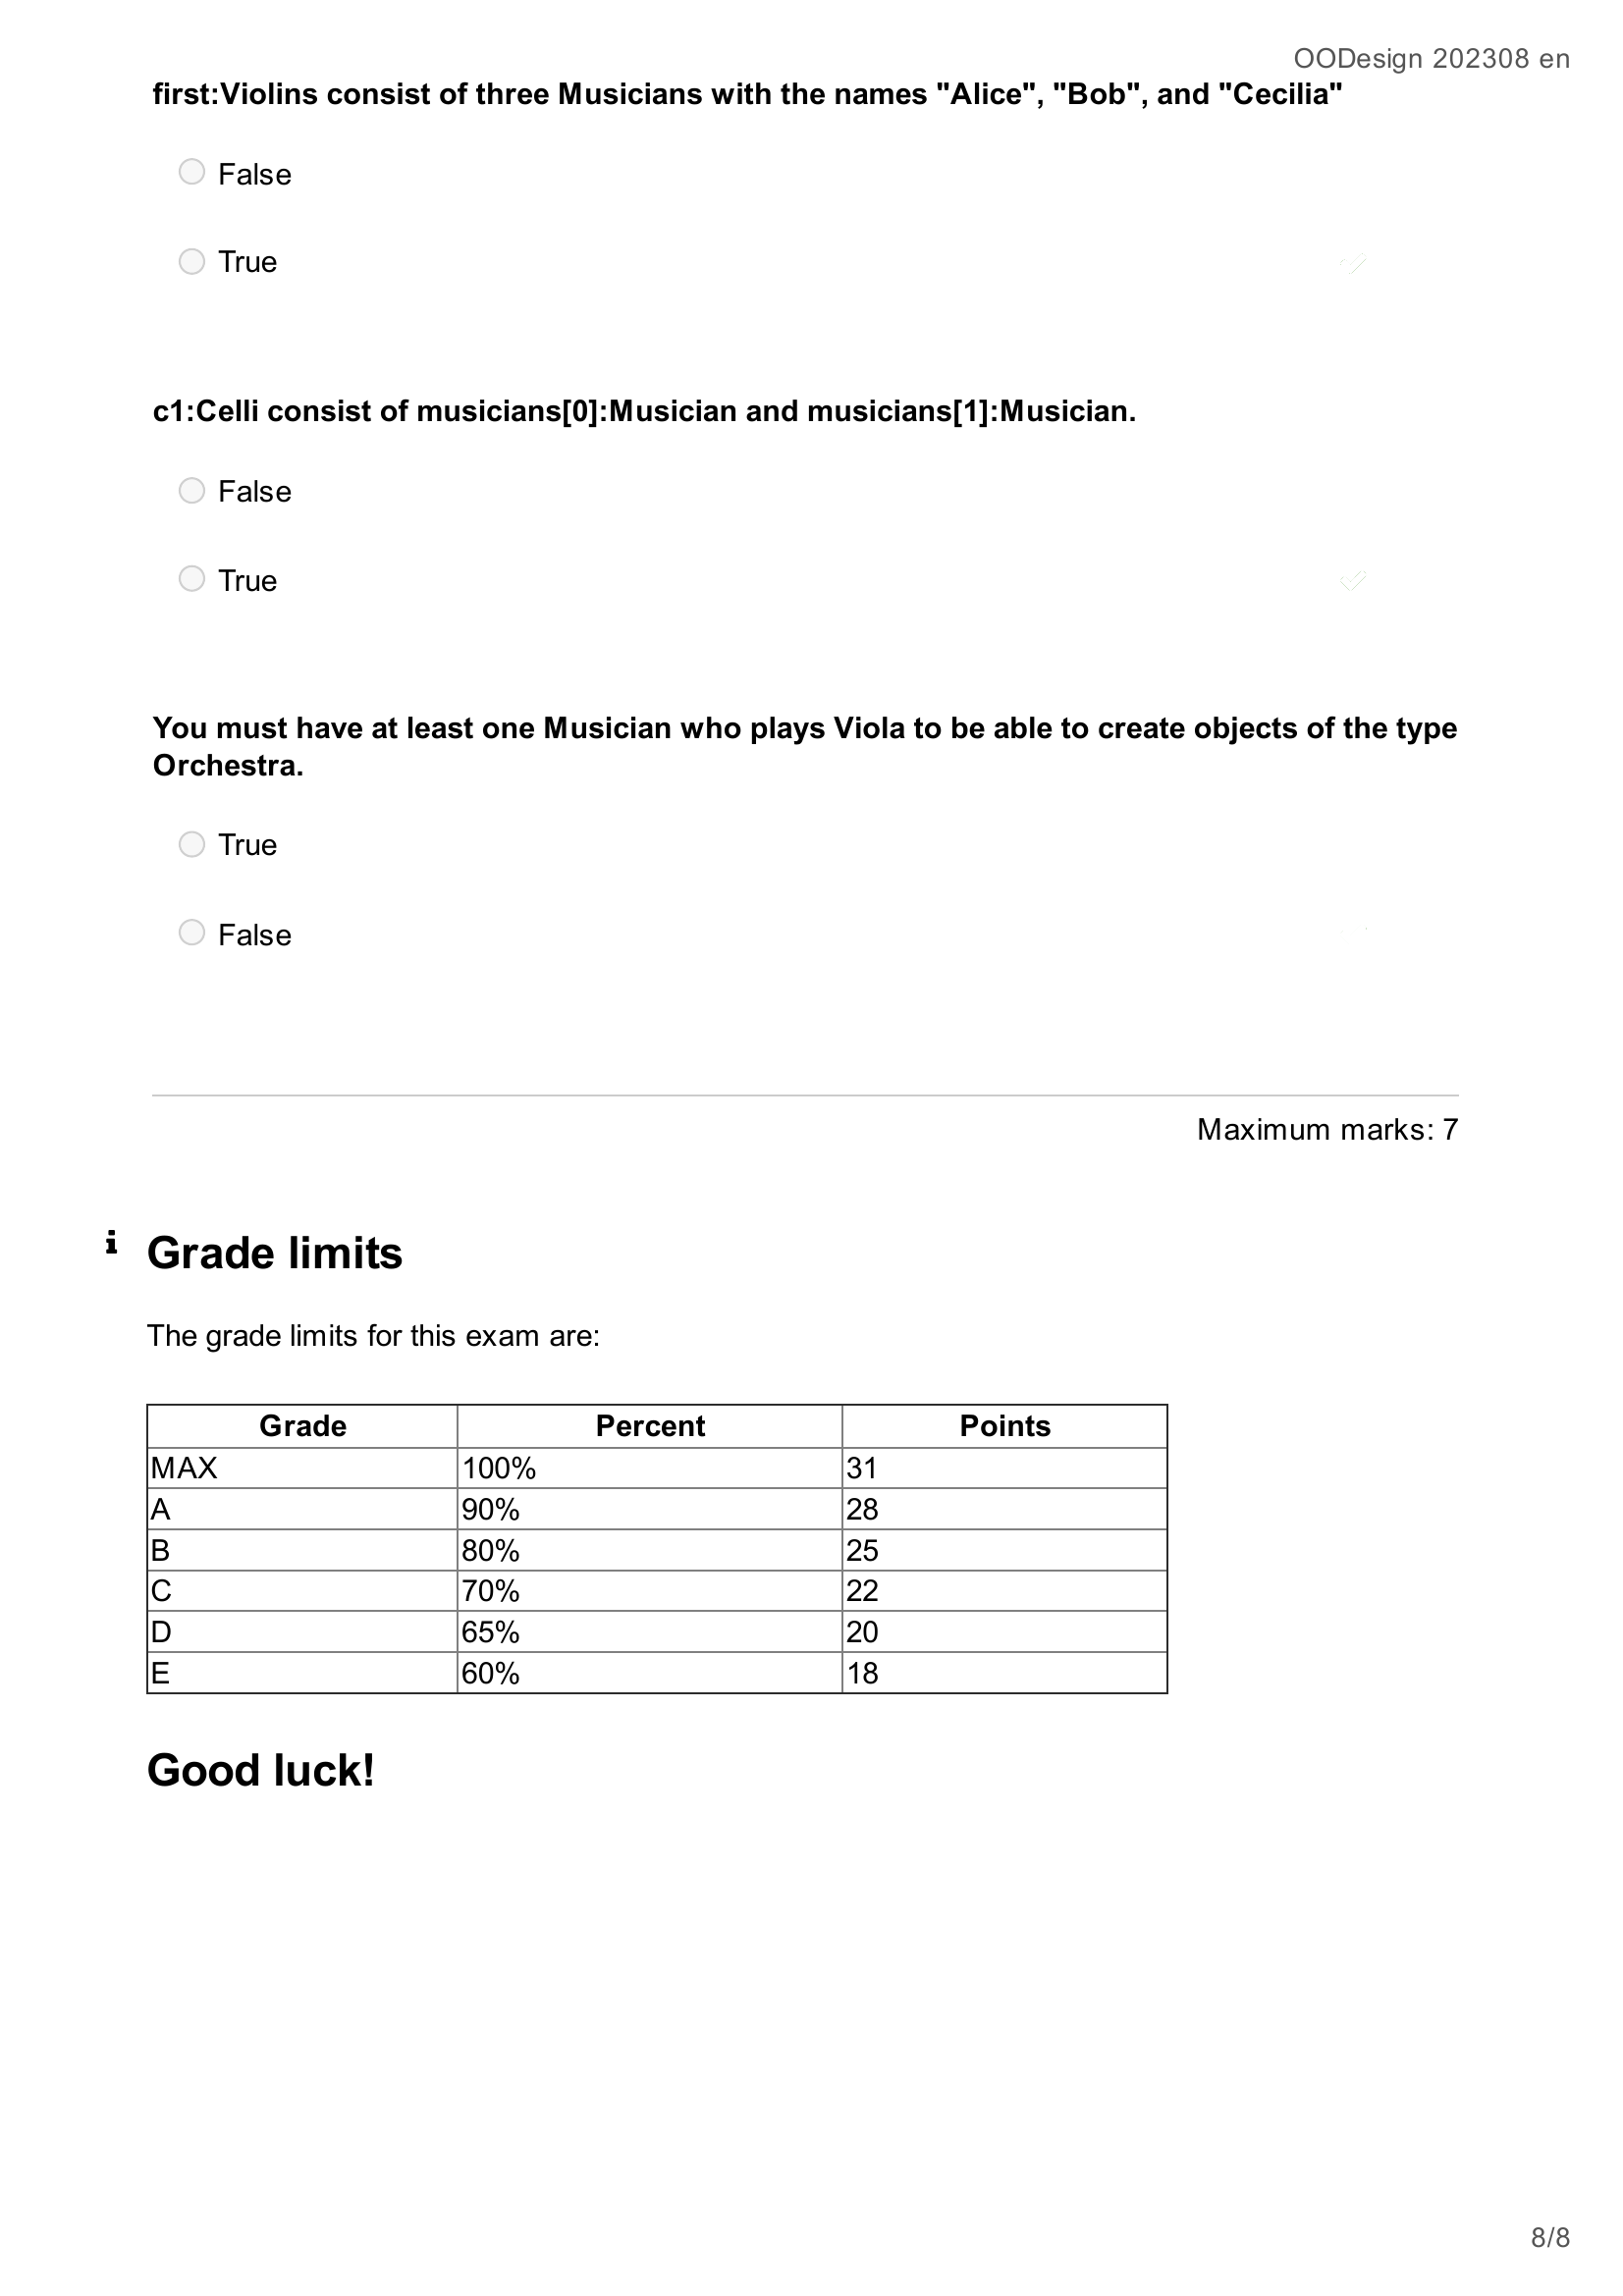 OODesign 202308 en
first:Violins consist of three Musicians with the names "Alice", "Bob", and "Cecilia"
False
True
c1:Celli consist of musicians[0]:Musician and musicians[1]:Musician.
False
True
You must have at least one Musician who plays Viola to be able to create objects of the type
Orchestra.
True
False
Maximum marks: 7
i Grade limits
The grade limits for this exam are:
Grade Percent Points
MAX 100% 31
A 90% 28
B 80% 25
C 70% 22
D 65% 20
E 60% 18
Good luck!
8/8